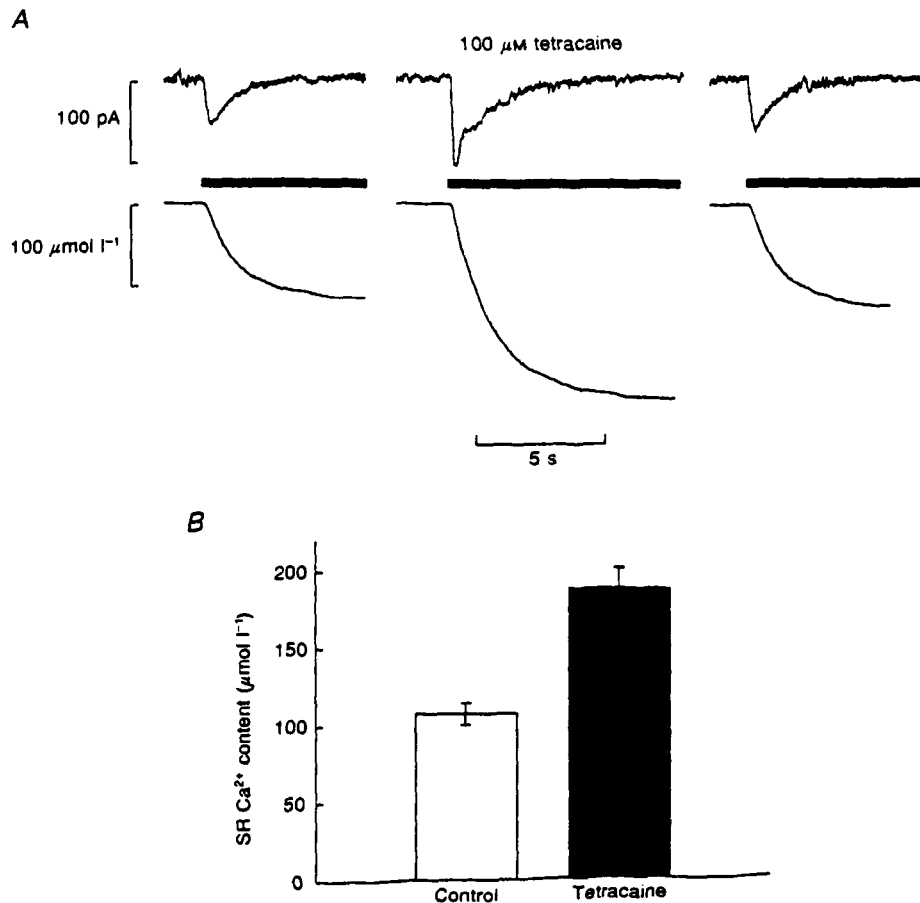 A
100 μM tetracaine
100 pA
100 μmol l⁻¹
5 s
B
SR Ca²⁺ content (μmol l⁻¹)
200
150
100
50
0
Control
Tetracaine